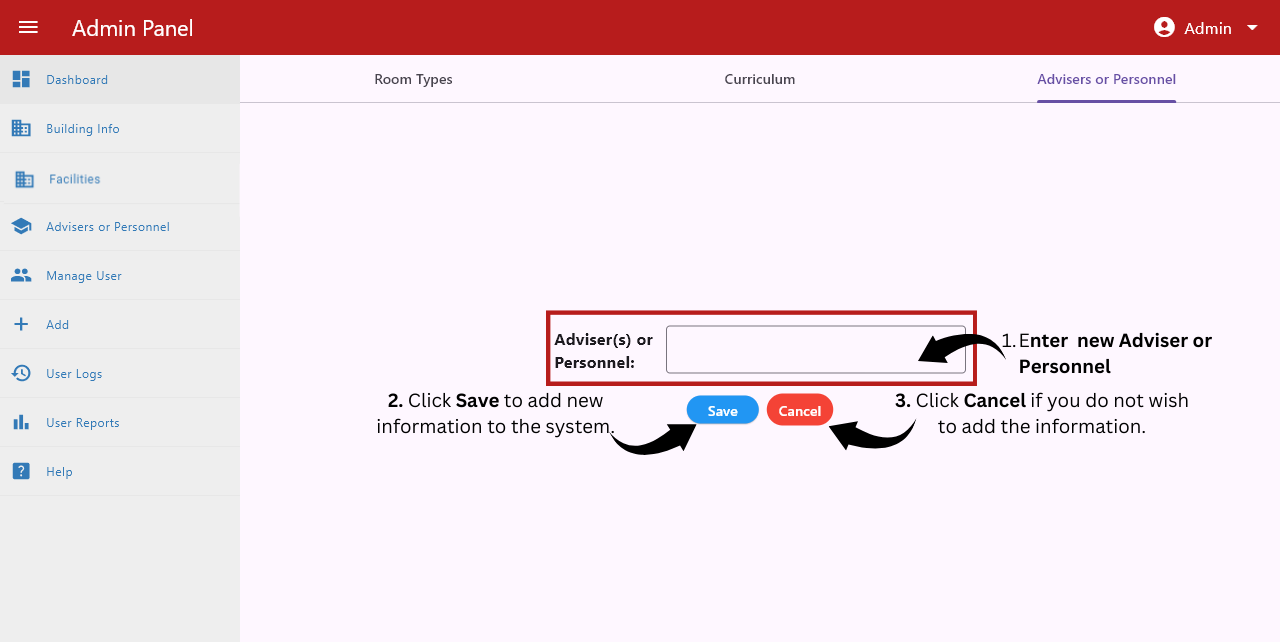 Admin Panel
Admin
Dashboard
Building Info
Facilities
Advisers or Personnel
Manage User
Add
User Logs
User Reports
Help
Room Types
Curriculum
Advisers or Personnel
Adviser(s) or
Personnel:
1. Enter new Adviser or
Personnel
2. Click Save to add new
information to the system.
Save
Cancel
3. Click Cancel if you do not wish
to add the information.